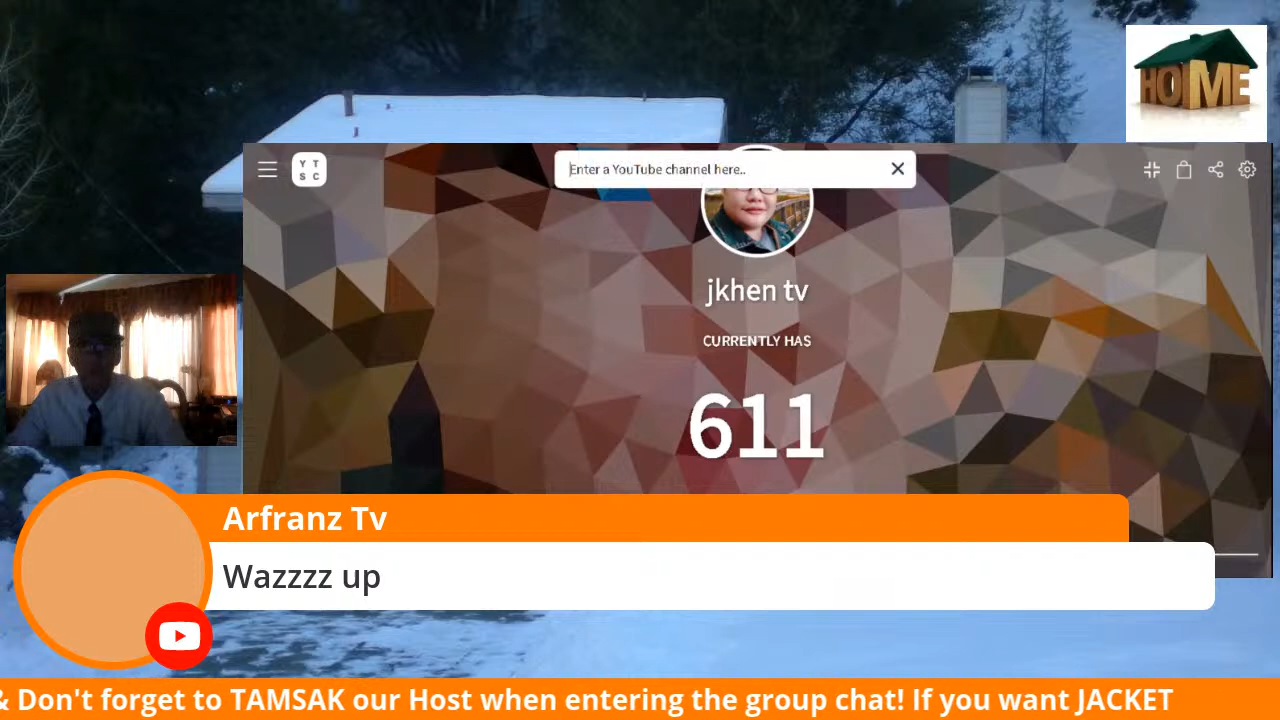 HOME
Y T
S C
Enter a YouTube channel here..
jkhen tv
CURRENTLY HAS
611
Arfranz Tv
Wazzzz up
& Don't forget to TAMSAK our Host when entering the group chat! If you want JACKET